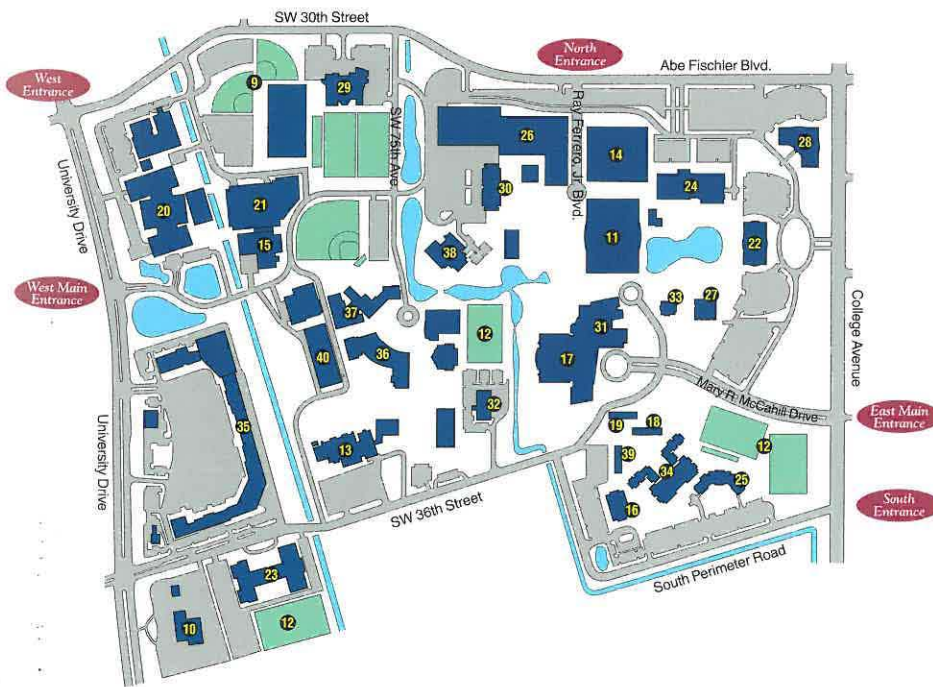 SW 30th Street
North
Entrance
Abe Fischler Blvd.
West
Entrance
9
29
SW 76th Ave
26
Ray Ferrero, Jr. Blvd.
14
28
University Drive
20
21
30
24
15
38
11
22
West Main
Entrance
37
12
31
33
27
College Avenue
40
36
17
32
Mary R. McCahill Drive
University Drive
35
13
19
18
12
East Main
Entrance
39
34
25
SW 36th Street
16
South
Entrance
23
South Perimeter Road
10
12